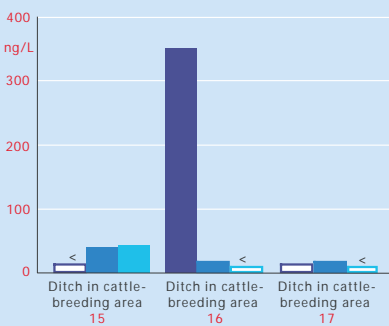 400
ng/L
300
200
100
0
<
<
<
Ditch in cattle-
breeding area
15
Ditch in cattle-
breeding area
16
Ditch in cattle-
breeding area
17